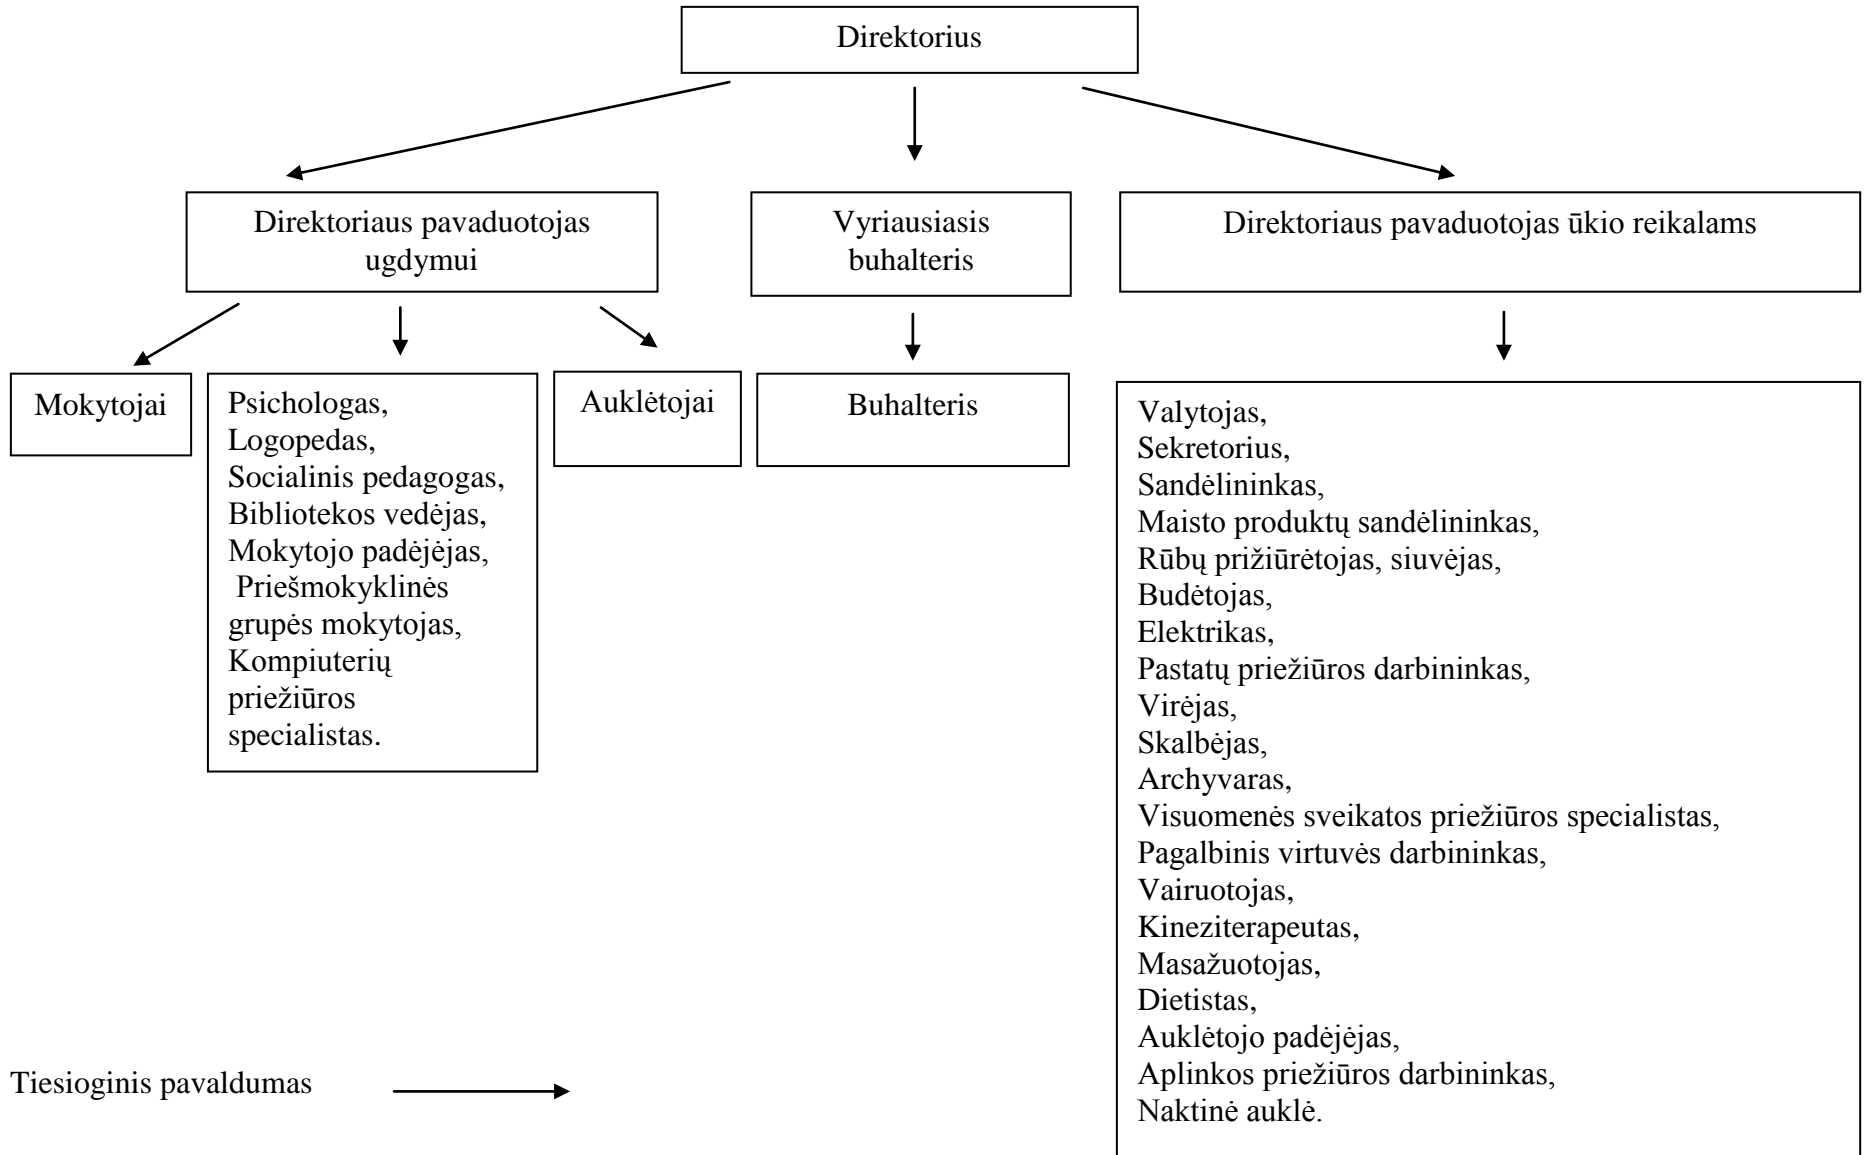 Direktorius
Direktoriaus pavaduotojas
ugdymui
Vyriausiasis
buhalteris
Direktoriaus pavaduotojas ūkio reikalams
Mokytojai
Psichologas,
Logopedas,
Socialinis pedagogas,
Bibliotekos vedėjas,
Mokytojo padėjėjas,
Priešmokyklinės
grupės mokytojas,
Kompiuterių
priežiūros
specialistas.
Auklėtojai
Buhalteris
Valytojas,
Sekretorius,
Sandėlininkas,
Maisto produktų sandėlininkas,
Rūbų prižiūrėtojas, siuvėjas,
Budėtojas,
Elektrikas,
Pastatų priežiūros darbininkas,
Virėjas,
Skalbėjas,
Archyvaras,
Visuomenės sveikatos priežiūros specialistas,
Pagalbinis virtuvės darbininkas,
Vairuotojas,
Kineziterapeutas,
Masažuotojas,
Dietistas,
Auklėtojo padėjėjas,
Aplinkos priežiūros darbininkas,
Naktinė auklė.
Tiesioginis pavaldumas